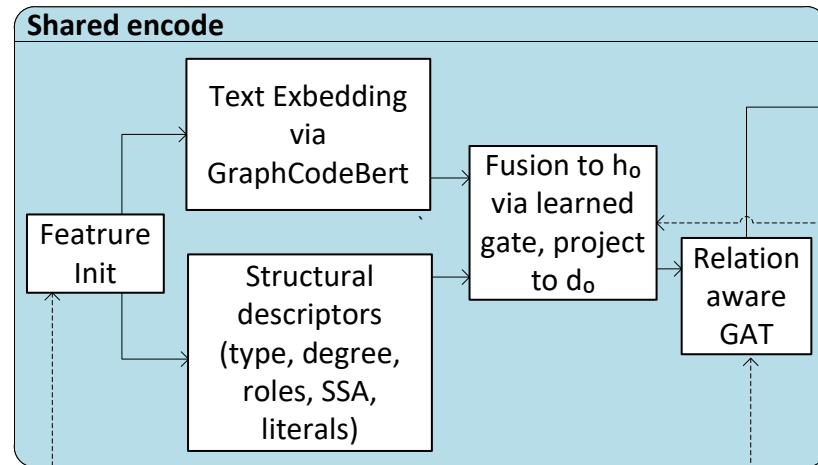 Shared encode
Text Exbedding
via
GraphCodeBert
Featrure
Init
Structural
descriptors
(type, degree,
roles, SSA,
literals)
`
Fusion to h₀
via learned
gate, project
to d₀
Relation
aware
GAT